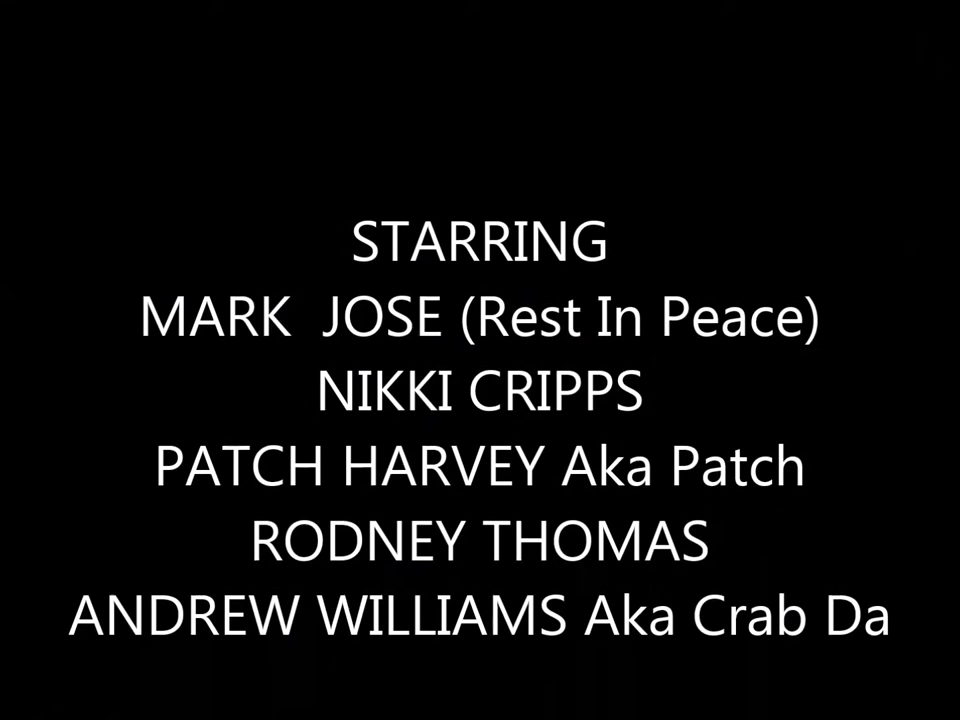 STARRING
MARK  JOSE (Rest In Peace)
NIKKI CRIPPS
PATCH HARVEY Aka Patch
RODNEY THOMAS
ANDREW WILLIAMS Aka Crab Da